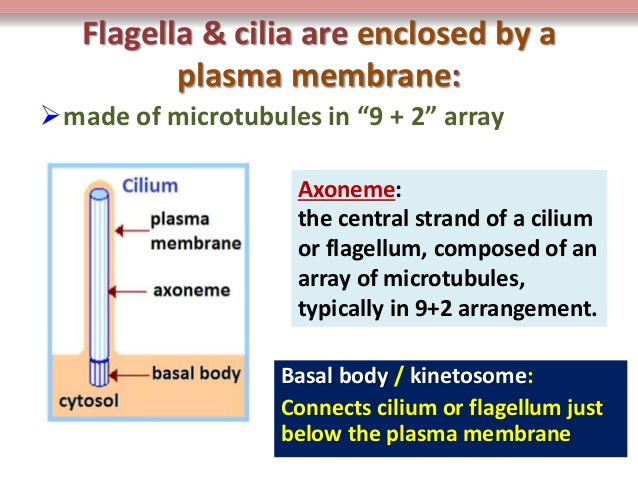 Flagella & cilia are enclosed by a
plasma membrane:
➢made of microtubules in “9 + 2” array
Cilium
plasma
membrane
axoneme
basal body
cytosol
Axoneme:
the central strand of a cilium
or flagellum, composed of an
array of microtubules,
typically in 9+2 arrangement.
Basal body / kinetosome:
Connects cilium or flagellum just
below the plasma membrane